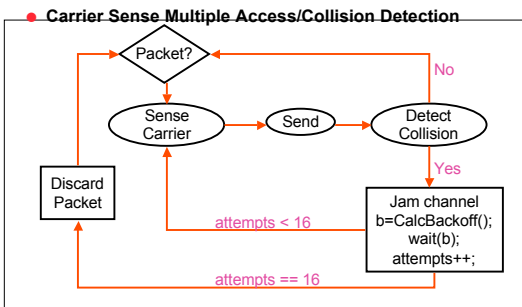 Carrier Sense Multiple Access/Collision Detection
Packet?
No
Sense
Carrier
Send
Detect
Collision
Yes
Discard
Packet
Jam channel
b=CalcBackoff();
wait(b);
attempts++;
attempts < 16
attempts == 16